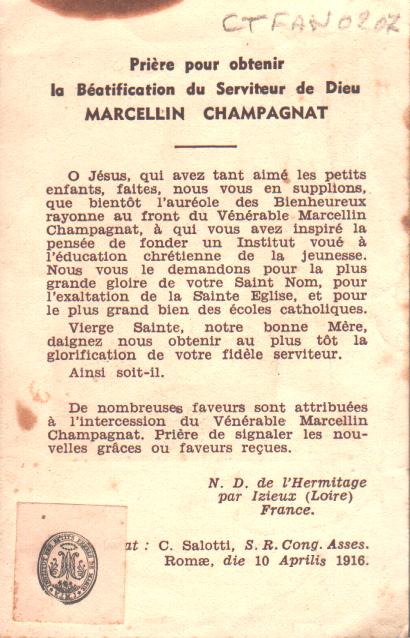 CTFAN0202
Prière pour obtenir
la Béatification du Serviteur de Dieu
MARCELLIN CHAMPAGNAT
O Jésus, qui avez tant aimé les petits
enfants, faites, nous vous en supplions,
que bientôt l'auréole des Bienheureux
rayonne au front du Vénérable Marcellin
Champagnat, à qui vous avez inspiré la
pensée de fonder un Institut voué à
l'éducation chrétienne de la jeunesse.
Nous vous le demandons pour la plus
grande gloire de votre Saint Nom, pour
l'exaltation de la Sainte Eglise, et pour
le plus grand bien des écoles catholiques.
Vierge Sainte, notre bonne Mère,
daignez nous obtenir au plus tôt la
glorification de votre fidèle serviteur.
Ainsi soit-il.
De nombreuses faveurs sont attribuées
à l'intercession du Vénérable Marcellin
Champagnat. Prière de signaler les nou-
velles grâces ou faveurs reçues.
N. D. de l'Hermitage
par Izieux (Loire)
France.
at : C. Salotti, S. R. Cong. Asses.
Romæ, die 10 Aprilis 1916.